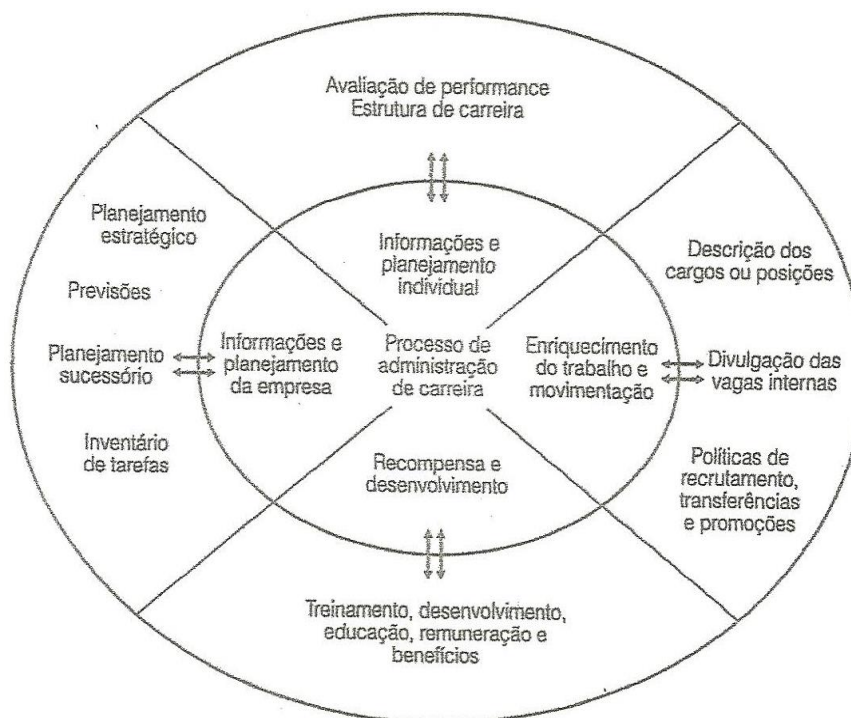 Avaliação de performance
Estrutura de carreira
Planejamento
estratégico
Previsões
Planejamento
sucessório
Inventário
de tarefas
Informações e
planejamento
individual
Informações e
planejamento
da empresa
Processo de
administração
de carreira
Enriquecimento
do trabalho e
movimentação
Recompensa e
desenvolvimento
Descrição dos
cargos ou posições
Divulgação das
vagas internas
Políticas de
recrutamento,
transferências
e promoções
Treinamento, desenvolvimento,
educação, remuneração e
benefícios